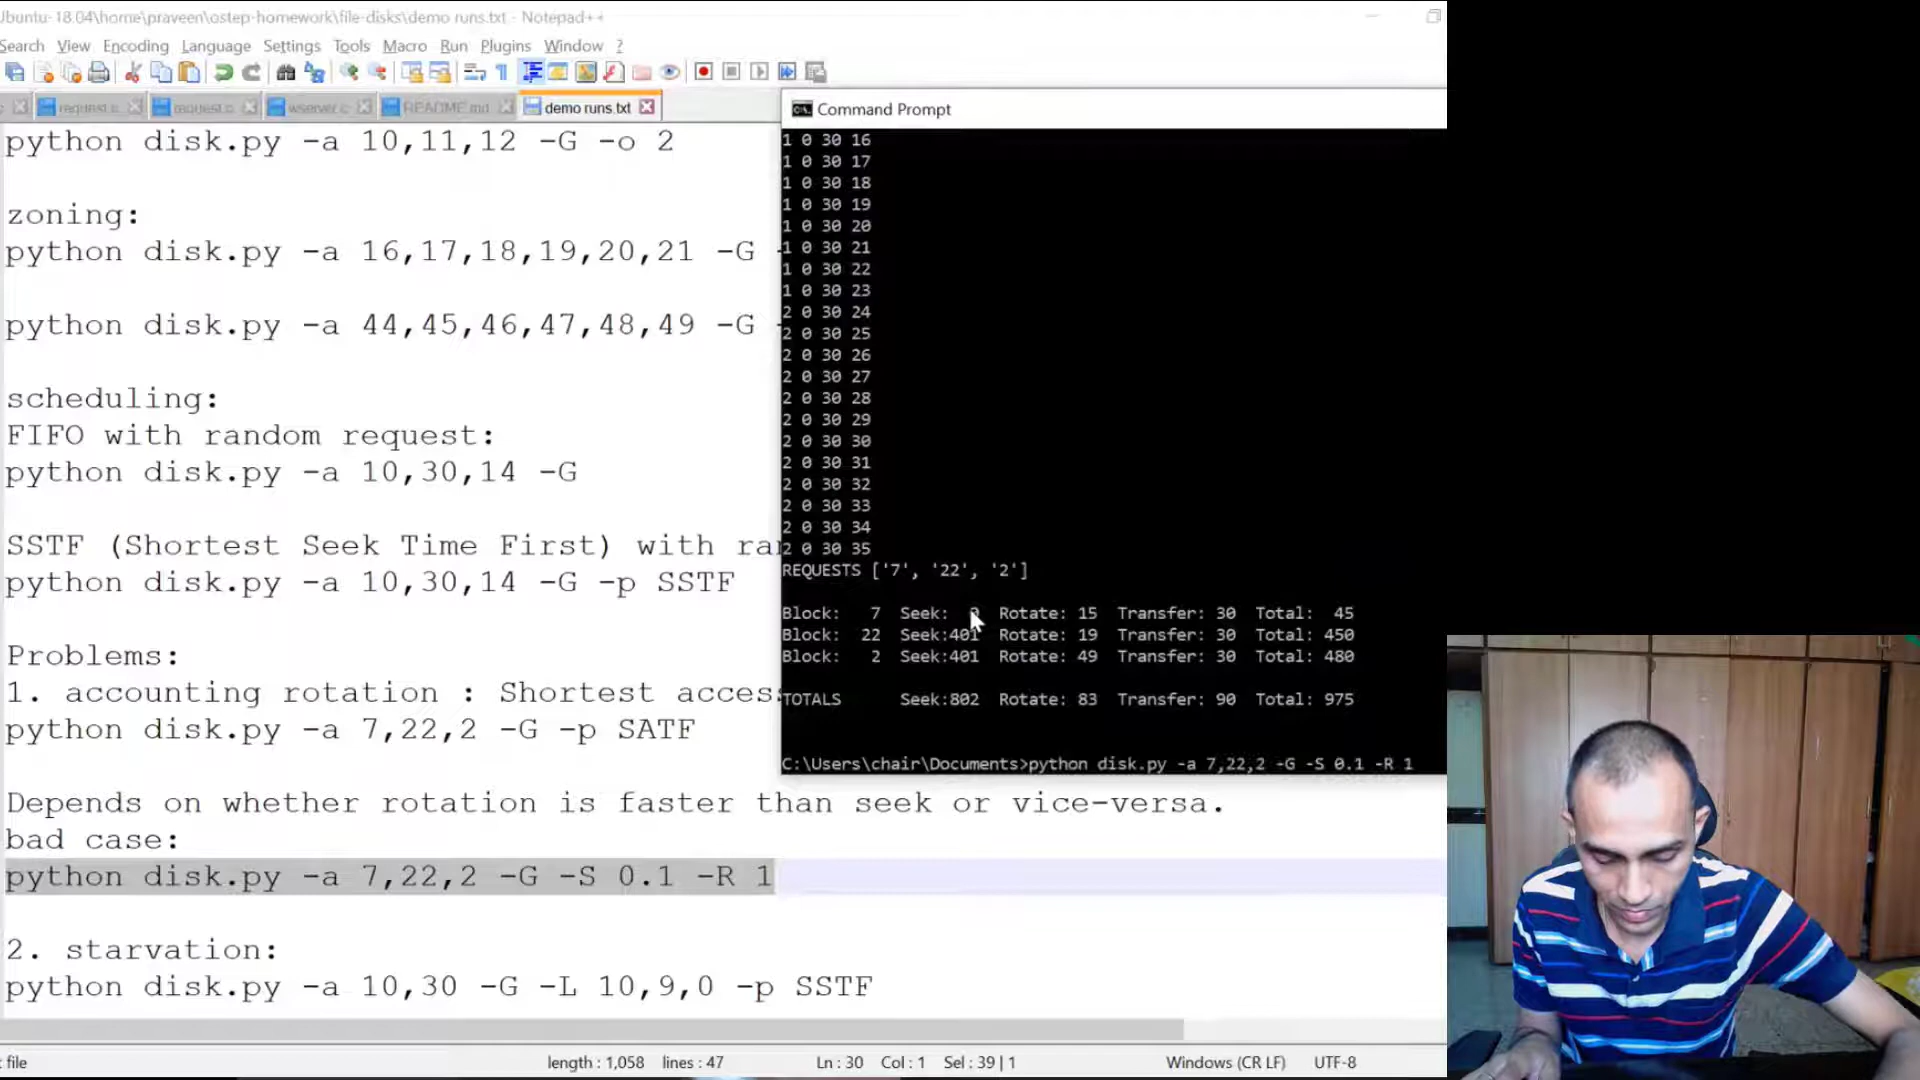 Ubuntu-18.04\home\praveen\ostep-homework\file-disks\demo runs.txt - Notepad++
Search View Encoding Language Settings Tools Macro Run Plugins Window ?
request.c request.c wserver.c README.md demo runs.txt
python disk.py -a 10,11,12 -G -o 2
zoning:
python disk.py -a 16,17,18,19,20,21 -G
python disk.py -a 44,45,46,47,48,49 -G
scheduling:
FIFO with random request:
python disk.py -a 10,30,14 -G
SSTF (Shortest Seek Time First) with
python disk.py -a 10,30,14 -G -p SSTF
Problems:
1. accounting rotation : Shortest access
python disk.py -a 7,22,2 -G -p SATF
Depends on whether rotation is faster than seek or vice-versa.
bad case:
python disk.py -a 7,22,2 -G -S 0.1 -R 1
2. starvation:
python disk.py -a 10,30 -G -L 10,9,0 -p SSTF
file length : 1,058 lines : 47 Ln : 30 Col : 1 Sel : 39 | 1 Windows (CR LF) UTF-8
Command Prompt
1 0 30 16
1 0 30 17
1 0 30 18
1 0 30 19
1 0 30 20
1 0 30 21
1 0 30 22
1 0 30 23
2 0 30 24
2 0 30 25
2 0 30 26
2 0 30 27
2 0 30 28
2 0 30 29
2 0 30 30
2 0 30 31
2 0 30 32
2 0 30 33
2 0 30 34
2 0 30 35
REQUESTS ['7', '22', '2']
Block: 7 Seek: 0 Rotate: 15 Transfer: 30 Total: 45
Block: 22 Seek:401 Rotate: 19 Transfer: 30 Total: 450
Block: 2 Seek:401 Rotate: 49 Transfer: 30 Total: 480
TOTALS Seek:802 Rotate: 83 Transfer: 90 Total: 975
C:\Users\chair\Documents>python disk.py -a 7,22,2 -G -S 0.1 -R 1